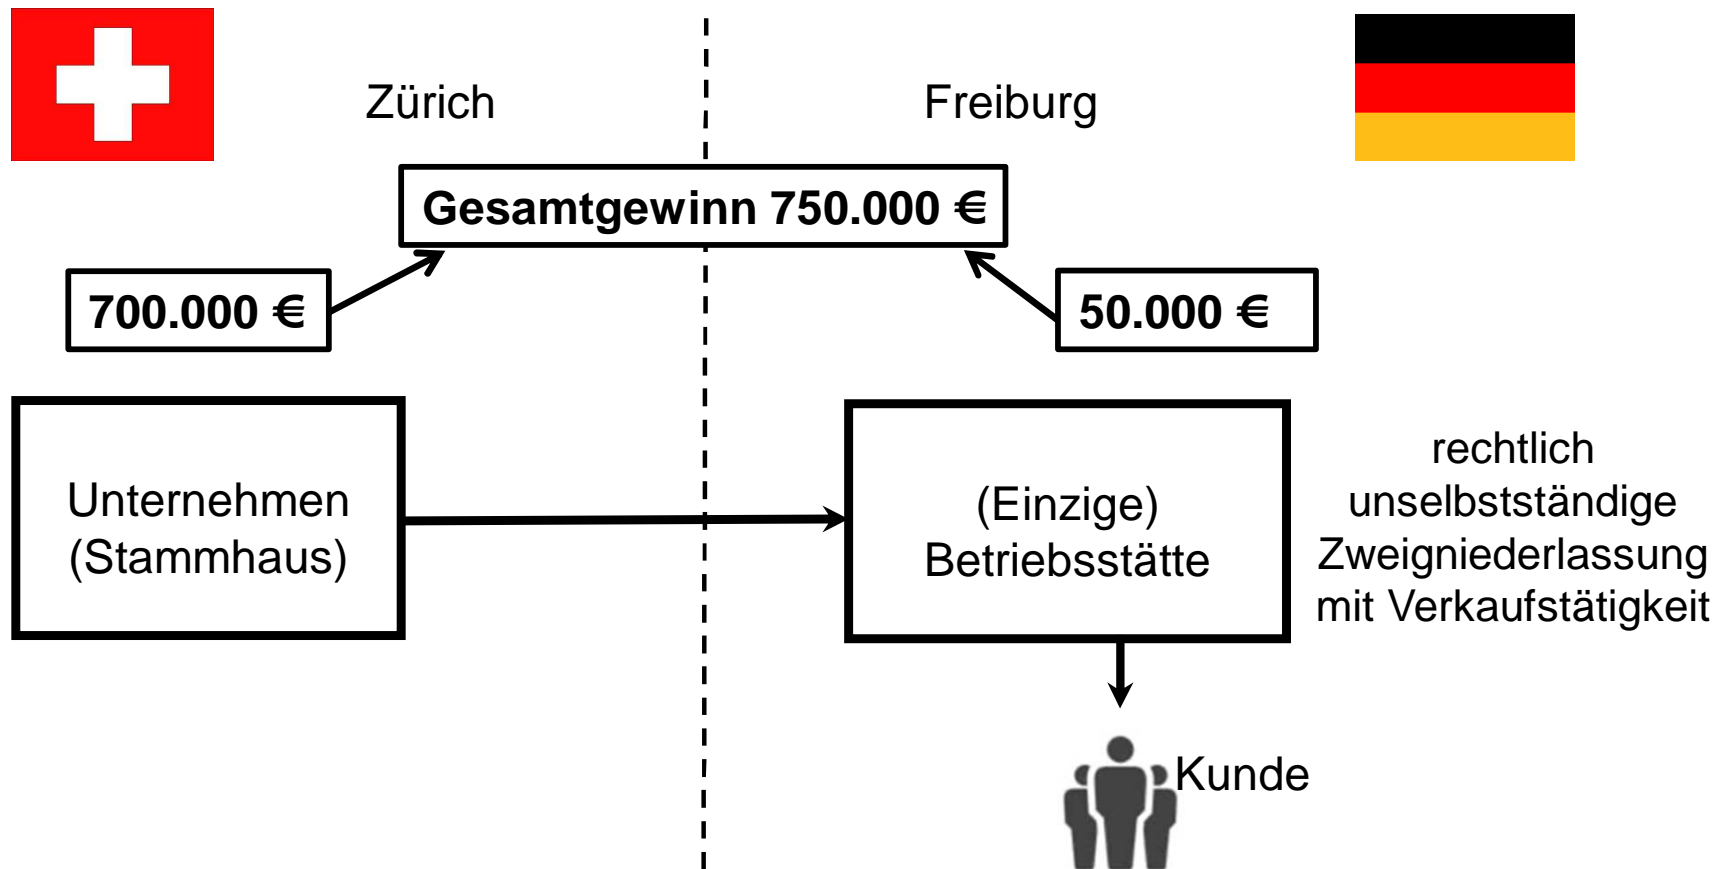 Zürich
Freiburg
Gesamtgewinn 750.000 €
700.000 €
50.000 €
Unternehmen
(Stammhaus)
(Einzige)
Betriebsstätte
rechtlich
unselbstständige
Zweigniederlassung
mit Verkaufstätigkeit
Kunde